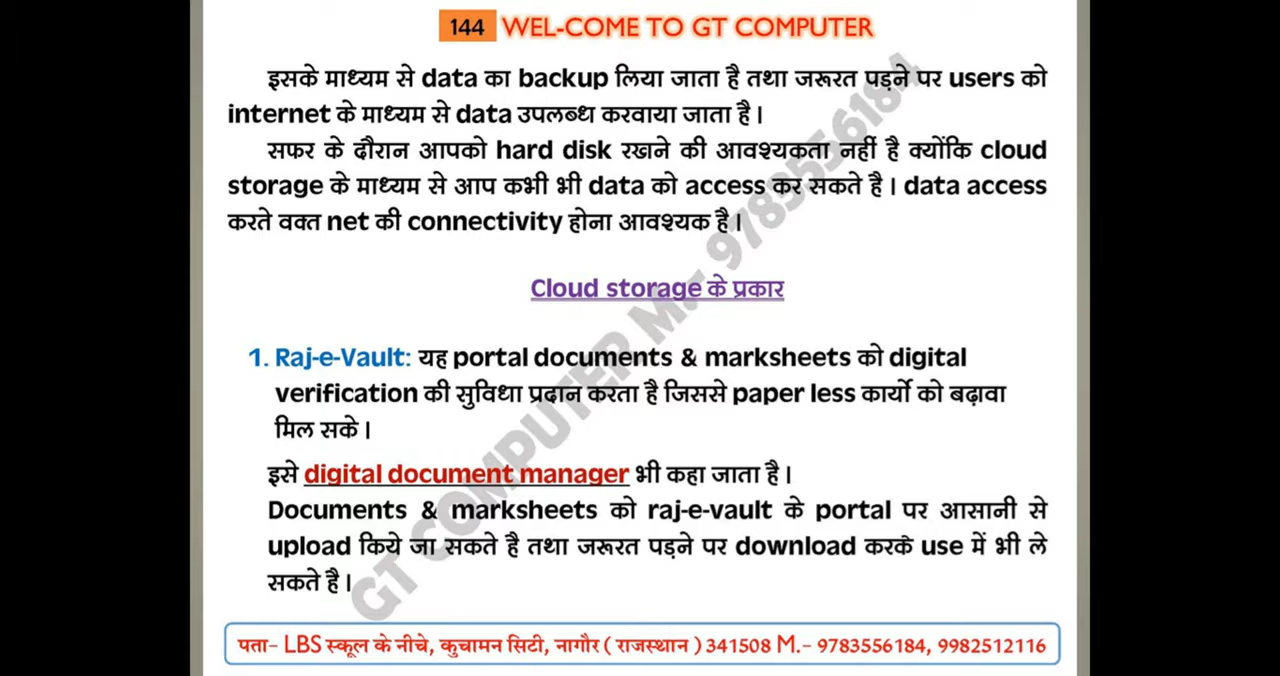 144 WEL-COME TO GT COMPUTER
इसके माध्यम से data का backup लिया जाता है तथा जरूरत पड़ने पर users को
internet के माध्यम से data उपलब्ध करवाया जाता है।
सफर के दौरान आपको hard disk रखने की आवश्यकता नहीं है क्योंकि cloud
storage के माध्यम से आप कभी भी data को access कर सकते है। data access
करते वक्त net की connectivity होना आवश्यक है।
Cloud storage के प्रकार
1. Raj-e-Vault: यह portal documents & marksheets को digital
verification की सुविधा प्रदान करता है जिससे paper less कार्यो को बढ़ावा
मिल सके।
इसे digital document manager भी कहा जाता है।
Documents & marksheets को raj-e-vault के portal पर आसानी से
upload किये जा सकते है तथा जरूरत पड़ने पर download करके use में भी ले
सकते है।
GT COMPUTER M.- 9783556184
पता- LBS स्कूल के नीचे, कुचामन सिटी, नागौर ( राजस्थान ) 341508 M.- 9783556184, 9982512116